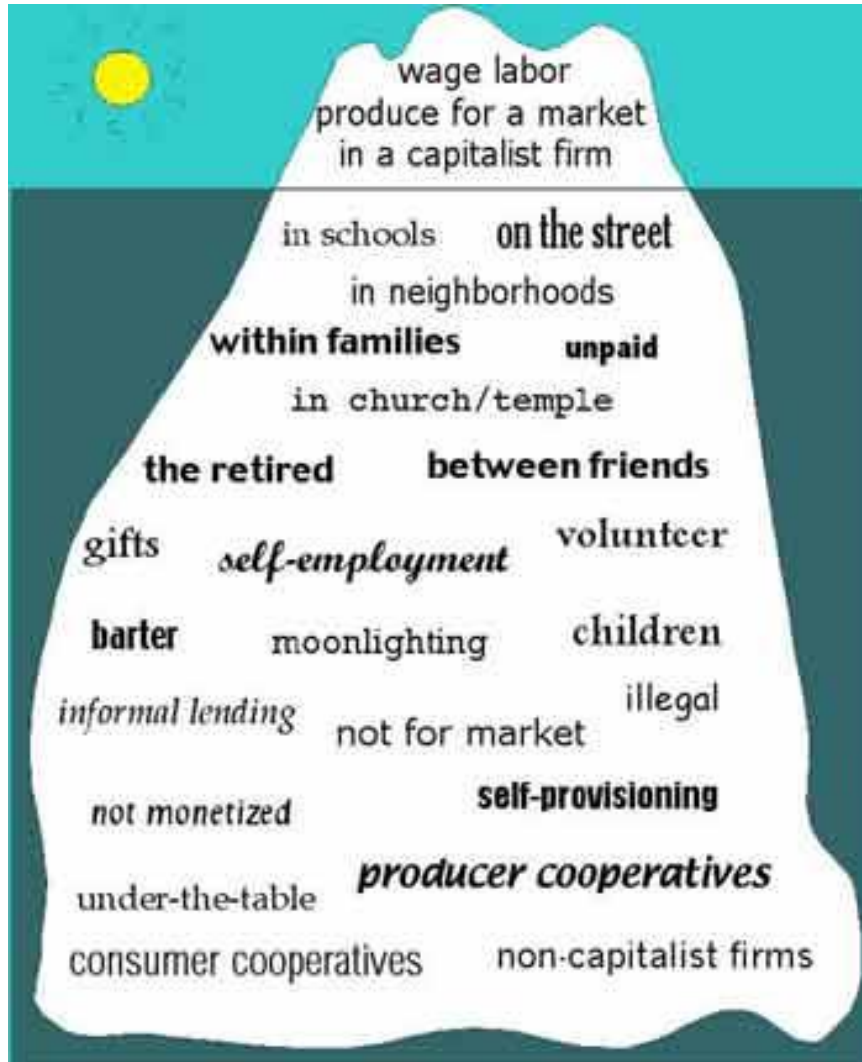 wage labor
produce for a market
in a capitalist firm
in schools on the street
in neighborhoods
within families unpaid
in church/temple
the retired between friends
gifts self-employment volunteer
barter moonlighting children
informal lending not for market illegal
not monetized self-provisioning
under-the-table producer cooperatives
consumer cooperatives non-capitalist firms